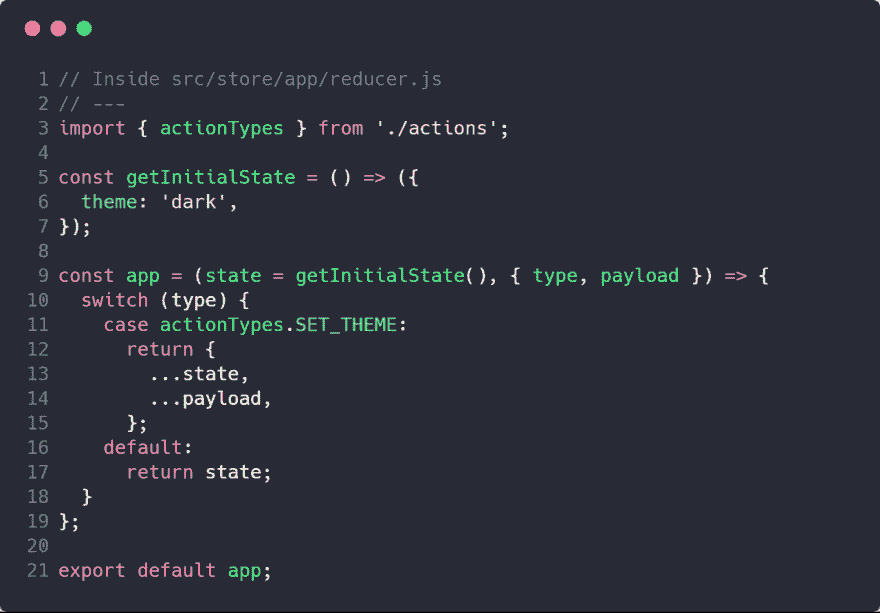 1 // Inside src/store/app/reducer.js
2 // ---
3 import { actionTypes } from './actions';
4
5 const getInitialState = () => ({
6   theme: 'dark',
7 });
8
9 const app = (state = getInitialState(), { type, payload }) => {
10   switch (type) {
11     case actionTypes.SET_THEME:
12       return {
13         ...state,
14         ...payload,
15       };
16     default:
17       return state;
18   }
19 };
20
21 export default app;